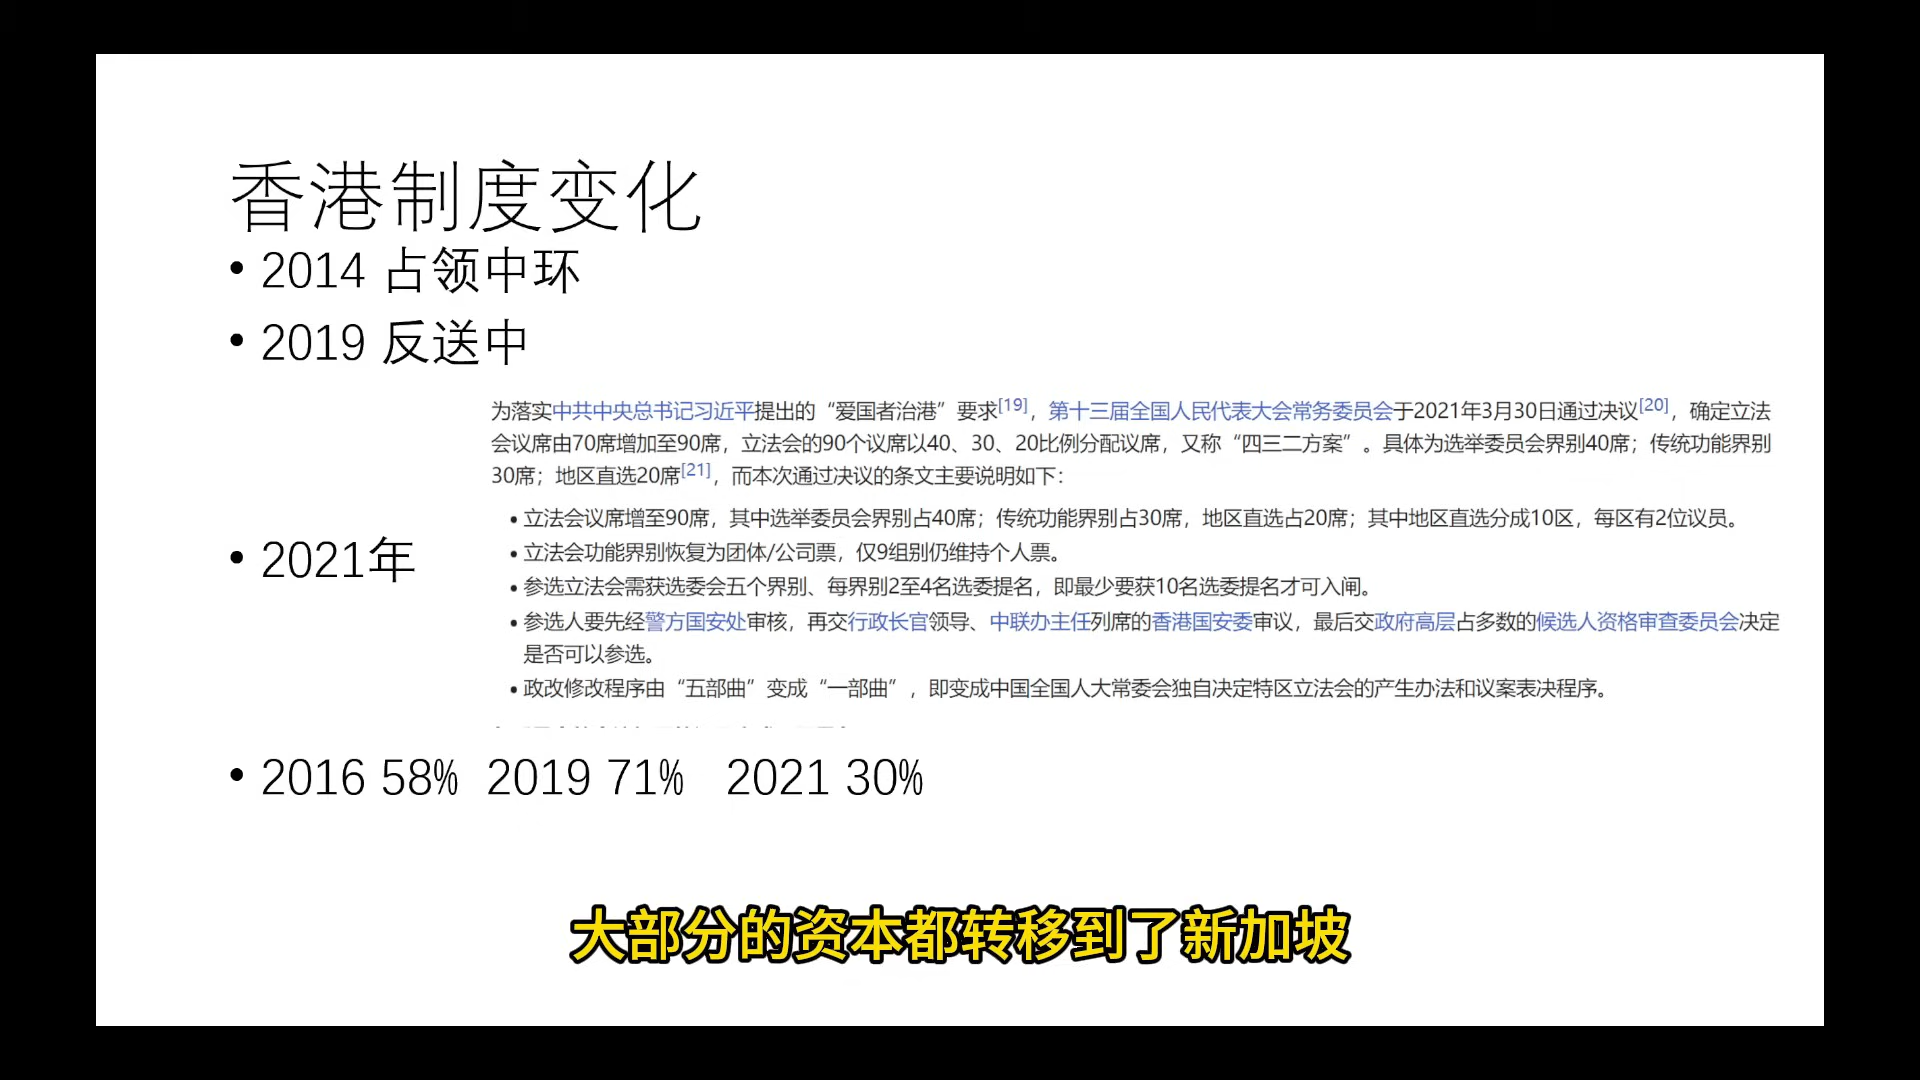 香港制度变化
• 2014 占领中环
• 2019 反送中
为落实中共中央总书记习近平提出的“爱国者治港”要求[19]，第十三届全国人民代表大会常务委员会于2021年3月30日通过决议[20]，确定立法
会议席由70席增加至90席，立法会的90个议席以40、30、20比例分配议席，又称“四三二方案”。具体为选举委员会界别40席；传统功能界别
30席；地区直选20席[21]，而本次通过决议的条文主要说明如下：
• 立法会议席增至90席，其中选举委员会界别占40席；传统功能界别占30席，地区直选占20席；其中地区直选分成10区，每区有2位议员。
• 立法会功能界别恢复为团体/公司票，仅9组别仍维持个人票。
• 2021年
• 参选立法会需获选委会五个界别、每界别2至4名选委提名，即最少要获10名选委提名才可入闸。
• 参选人要先经警方国安处审核，再交行政长官领导、中联办主任列席的香港国安委审议，最后交政府高层占多数的候选人资格审查委员会决定
是否可以参选。
• 政改修改程序由“五部曲”变成“一部曲”，即变成中国全国人大常委会独自决定特区立法会的产生办法和议案表决程序。
• 2016 58% 2019 71% 2021 30%
大部分的资本都转移到了新加坡